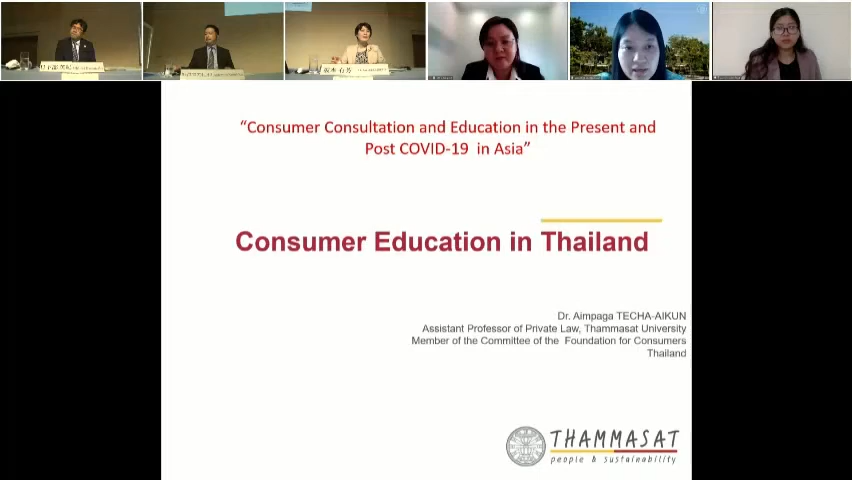 “Consumer Consultation and Education in the Present and
Post COVID-19 in Asia”
Consumer Education in Thailand
Dr. Aimpaga TECHA-AIKUN
Assistant Professor of Private Law, Thammasat University
Member of the Committee of the Foundation for Consumers
Thailand
THAMMASAT
people & sustainability